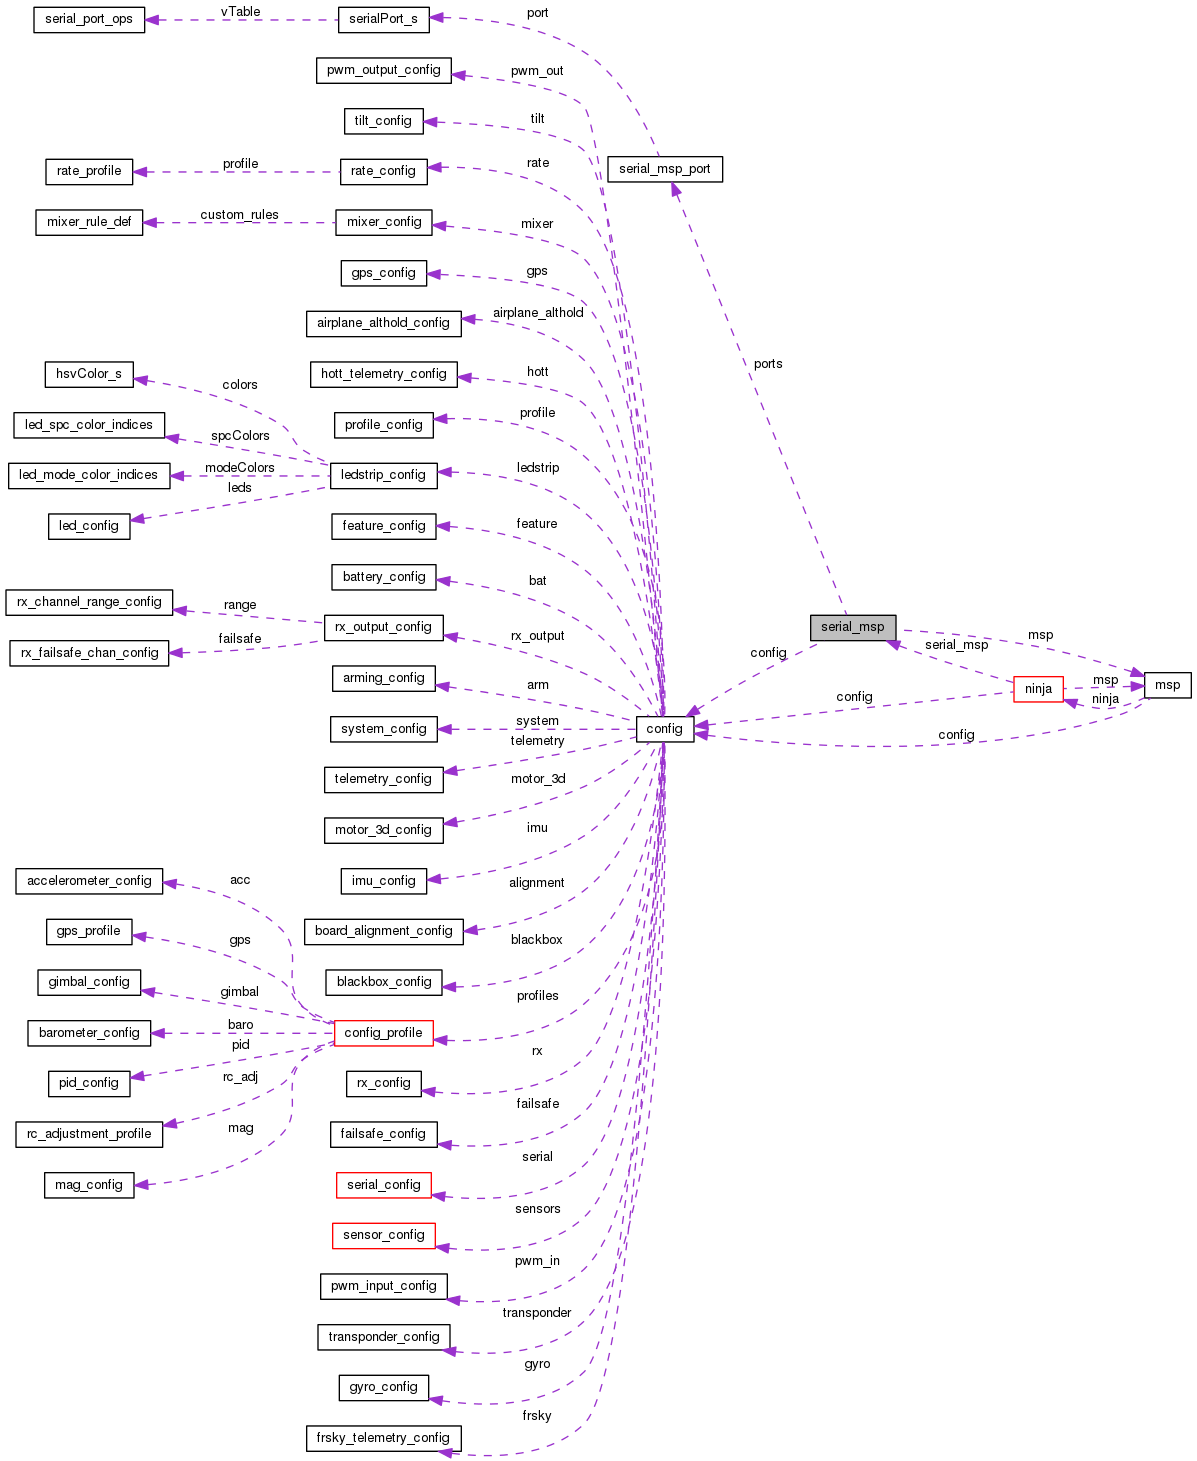 serial_port_ops
vTable
serialPort_s
port
pwm_output_config
pwm_out
tilt_config
tilt
rate_profile
profile
rate_config
rate
serial_msp_port
mixer_rule_def
custom_rules
mixer_config
mixer
gps_config
gps
airplane_althold_config
airplane_althold
hsvColor_s
colors
hott_telemetry_config
hott
ports
led_spc_color_indices
spcColors
profile_config
profile
led_mode_color_indices
modeColors
ledstrip_config
ledstrip
led_config
leds
feature_config
feature
battery_config
bat
rx_channel_range_config
range
rx_output_config
rx_output
rx_failsafe_chan_config
failsafe
serial_msp
serial_msp
msp
config
arming_config
arm
ninja
msp
ninja
msp
config
system_config
system
config
config
telemetry_config
telemetry
motor_3d_config
motor_3d
imu_config
imu
accelerometer_config
acc
board_alignment_config
alignment
gps_profile
gps
gimbal_config
gimbal
blackbox_config
blackbox
barometer_config
baro
config_profile
profiles
pid_config
pid
rx_config
rx
rc_adjustment_profile
rc_adj
failsafe_config
failsafe
mag_config
mag
serial_config
serial
sensor_config
sensors
pwm_input_config
pwm_in
transponder_config
transponder
gyro_config
gyro
frsky_telemetry_config
frsky